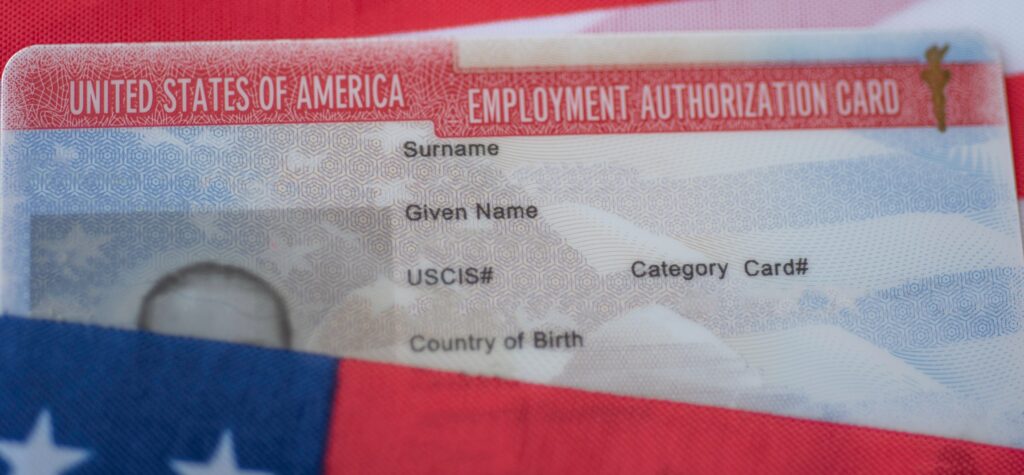 UNITED STATES OF AMERICA
EMPLOYMENT AUTHORIZATION CARD
Surname
Given Name
USCIS# Category Card#
Country of Birth